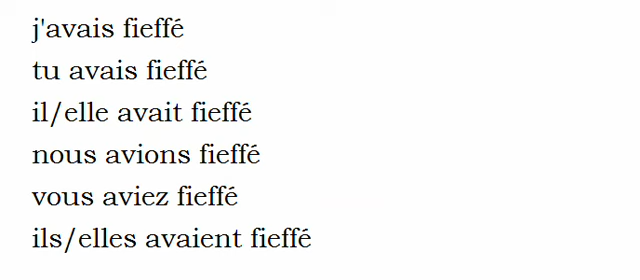 j'avais fieffé
tu avais fieffé
il/elle avait fieffé
nous avions fieffé
vous aviez fieffé
ils/elles avaient fieffé